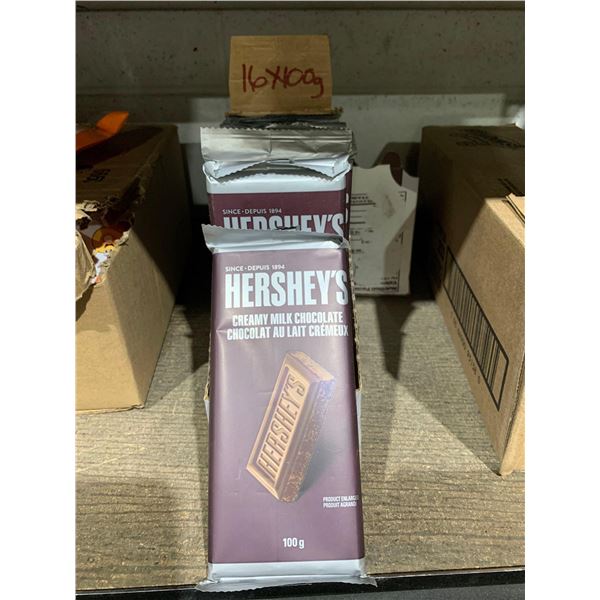 16x100g
SINCE • DEPUIS 1894
HERSHEY'S
SINCE • DEPUIS 1894
HERSHEY'S
CREAMY MILK CHOCOLATE
CHOCOLAT AU LAIT CRÉMEUX
HERSHEY'S
PRODUCT ENLARGED
PRODUIT AGRANDI
100 g